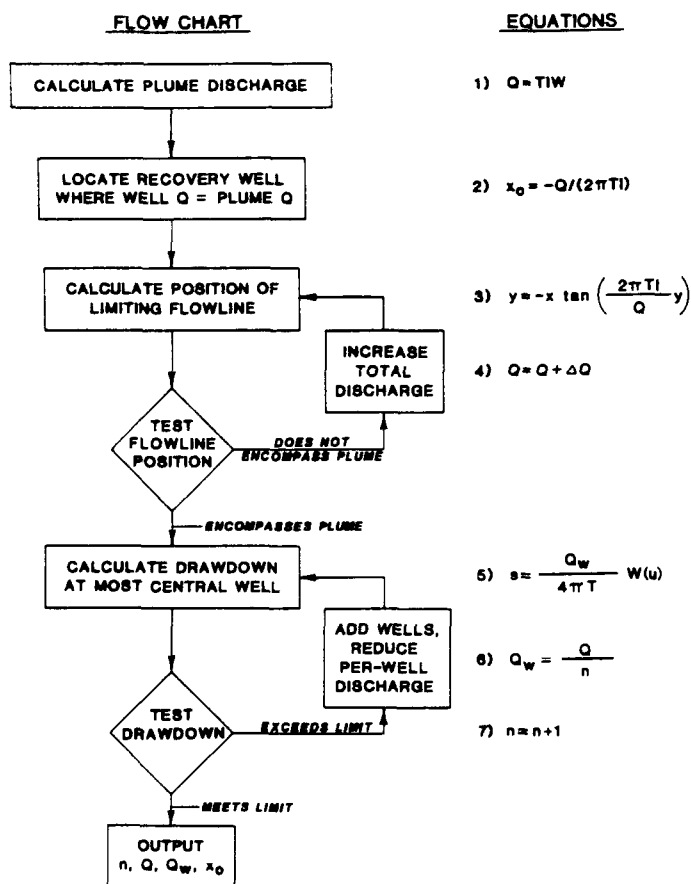 FLOW CHART
EQUATIONS
CALCULATE PLUME DISCHARGE
1) Q=TIW
LOCATE RECOVERY WELL
WHERE WELL Q = PLUME Q
2) x₀ = -Q/(2πTI)
CALCULATE POSITION OF
LIMITING FLOWLINE
3) y=-x tan (2πTI/Q y)
INCREASE
TOTAL
DISCHARGE
4) Q=Q+ΔQ
TEST
FLOWLINE
POSITION
DOES NOT
ENCOMPASS PLUME
ENCOMPASSES PLUME
CALCULATE DRAWDOWN
AT MOST CENTRAL WELL
5) s= Q_w/4πT W(u)
ADD WELLS,
REDUCE
PER-WELL
DISCHARGE
6) Q_w = Q/n
TEST
DRAWDOWN
EXCEEDS LIMIT
7) n=n+1
MEETS LIMIT
OUTPUT
n, Q, Q_w, x₀